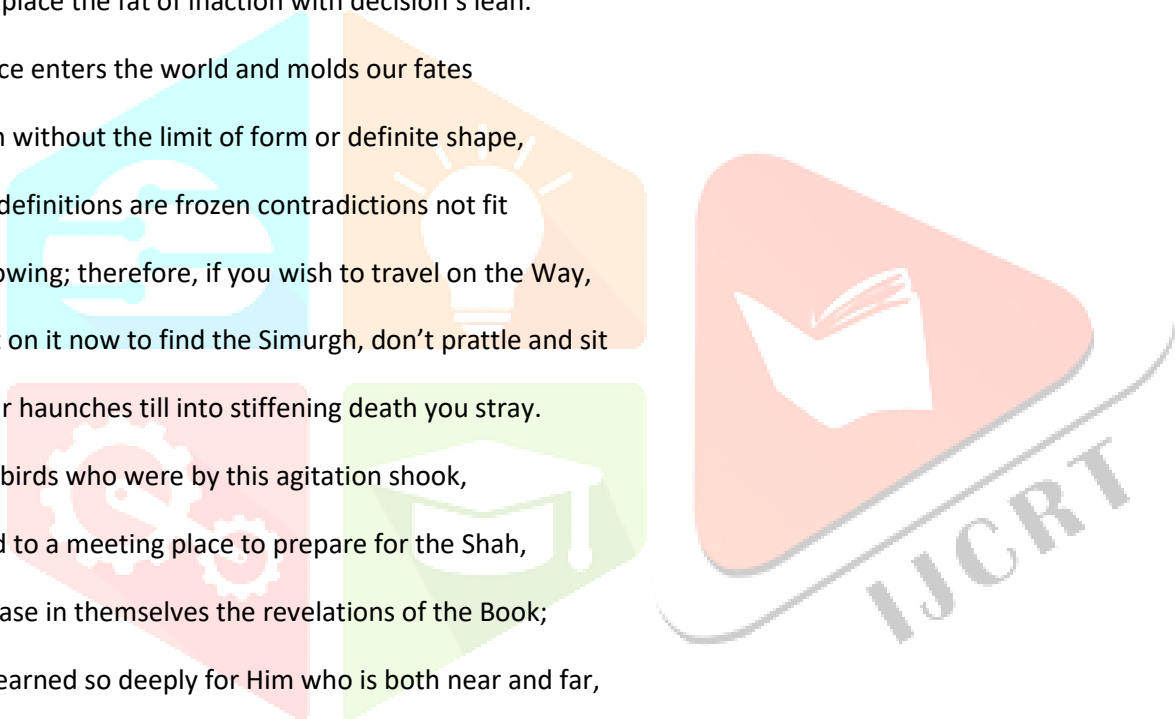 place the fat of inaction with decision's lean.
ce enters the world and molds our fates
without the limit of form or definite shape,
definitions are frozen contradictions not fit
owing; therefore, if you wish to travel on the Way,
on it now to find the Simurgh, don't prattle and sit
r haunches till into stiffening death you stray.
birds who were by this agitation shook,
d to a meeting place to prepare for the Shah,
ase in themselves the revelations of the Book;
earned so deeply for Him who is both near and far,
IJCRT